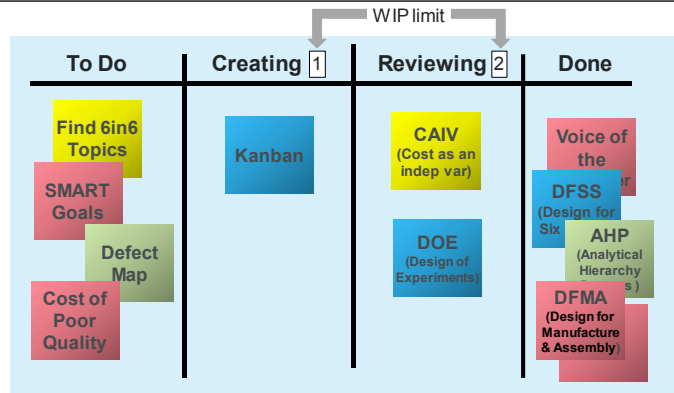 WIP limit
To Do
Creating 1
Reviewing 2
Done
Find 6in6
Topics
SMART
Goals
Defect
Map
Cost of
Poor
Quality
Kanban
CAIV
(Cost as an
indep var)
DOE
(Design of
Experiments)
Voice of
the
DFSS
(Design for
Six
AHP
(Analytical
Hierarchy
DFMA
(Design for
Manufacture
& Assembly)